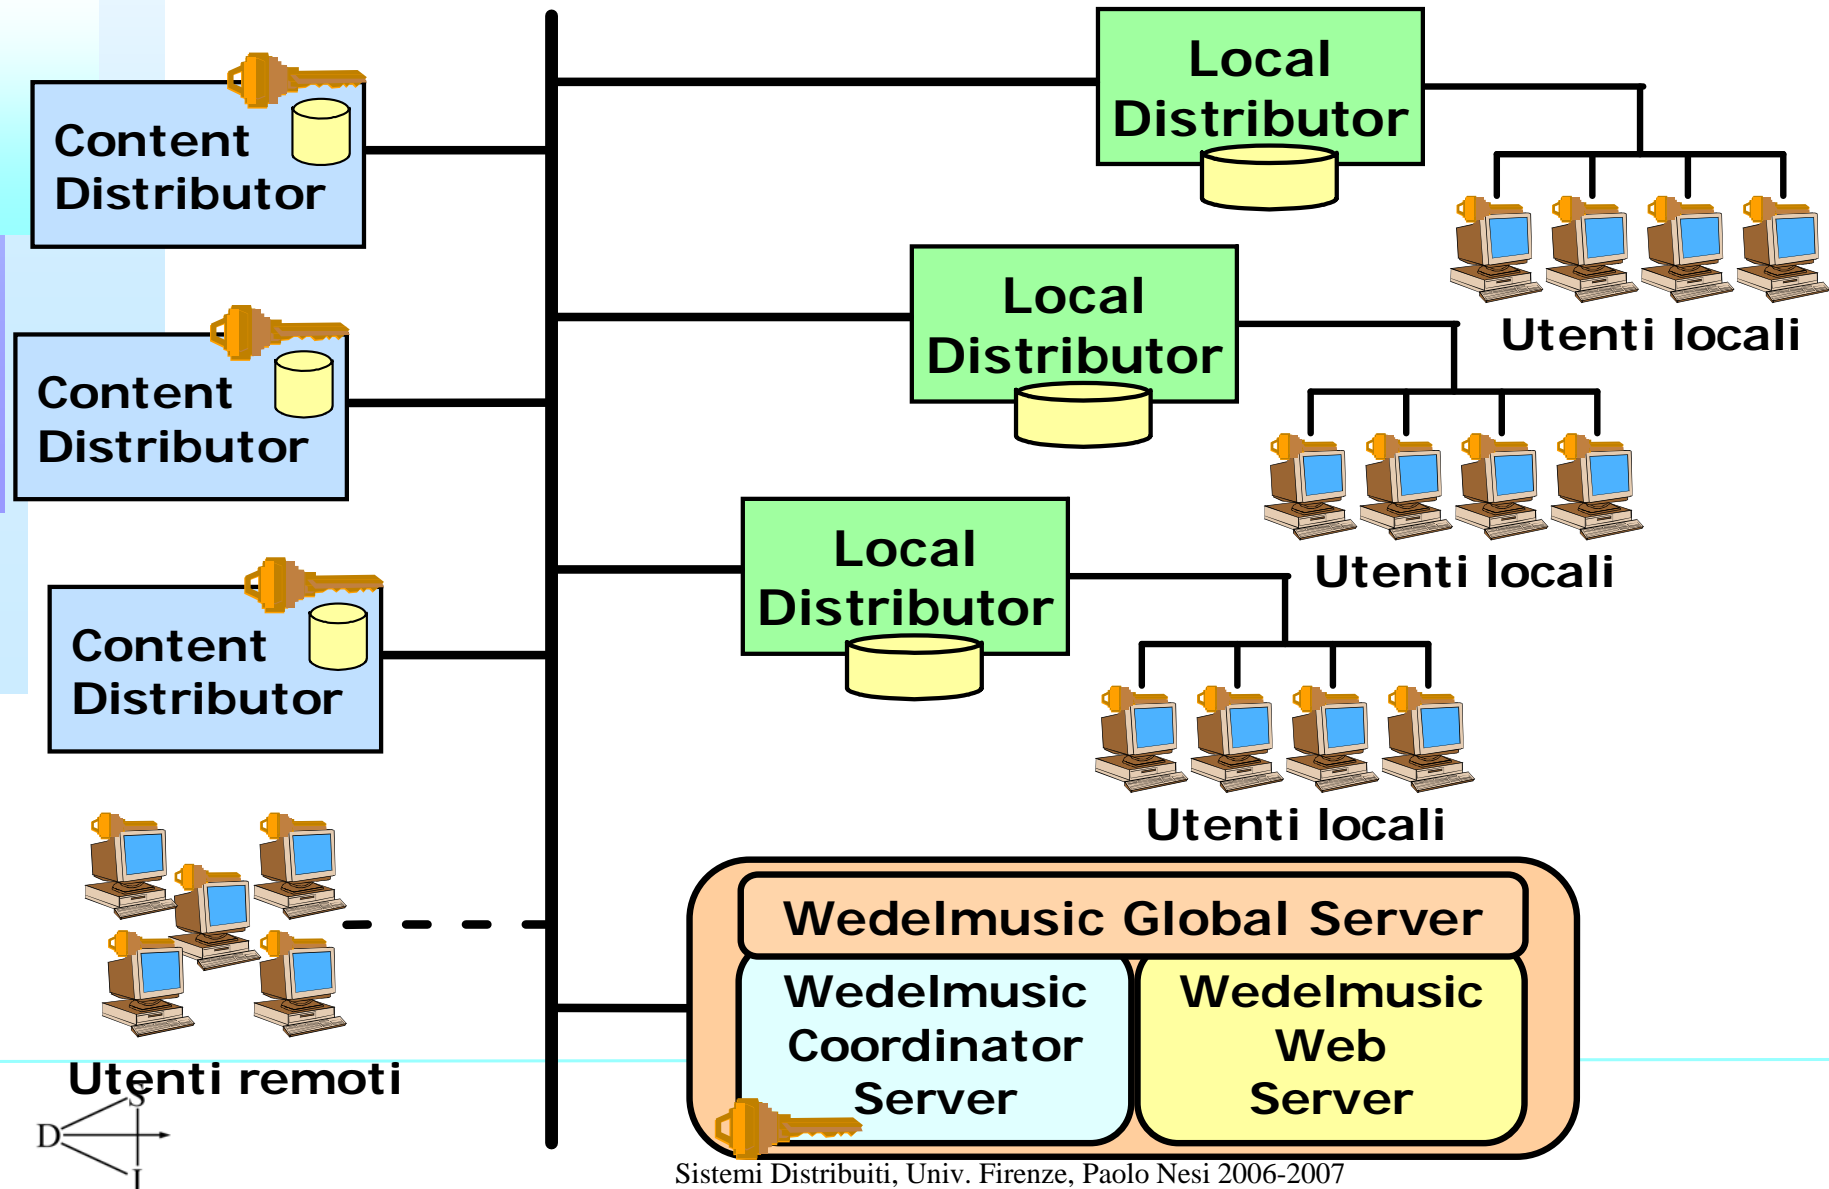 Content
Distributor
Content
Distributor
Content
Distributor
Utenti remoti
Local
Distributor
Utenti locali
Local
Distributor
Utenti locali
Local
Distributor
Utenti locali
Wedelmusic Global Server
Wedelmusic
Coordinator
Server
Wedelmusic
Web
Server
S
D
I
Sistemi Distribuiti, Univ. Firenze, Paolo Nesi 2006-2007